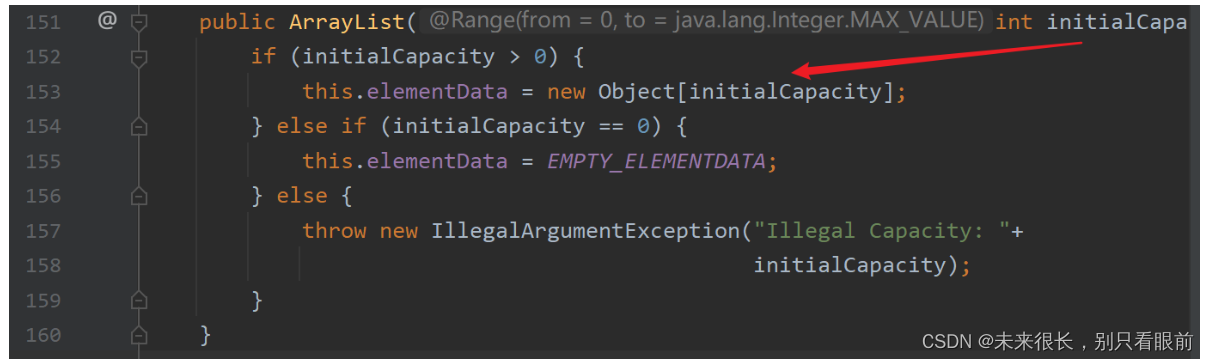 151 @ public ArrayList( @Range(from = 0, to = java.lang.Integer.MAX_VALUE) int initialCapa
152 if (initialCapacity > 0) {
153 this.elementData = new Object[initialCapacity];
154 } else if (initialCapacity == 0) {
155 this.elementData = EMPTY_ELEMENTDATA;
156 } else {
157 throw new IllegalArgumentException("Illegal Capacity: "+
158 initialCapacity);
159 }
160 }
CSDN @未来很长，别只看眼前